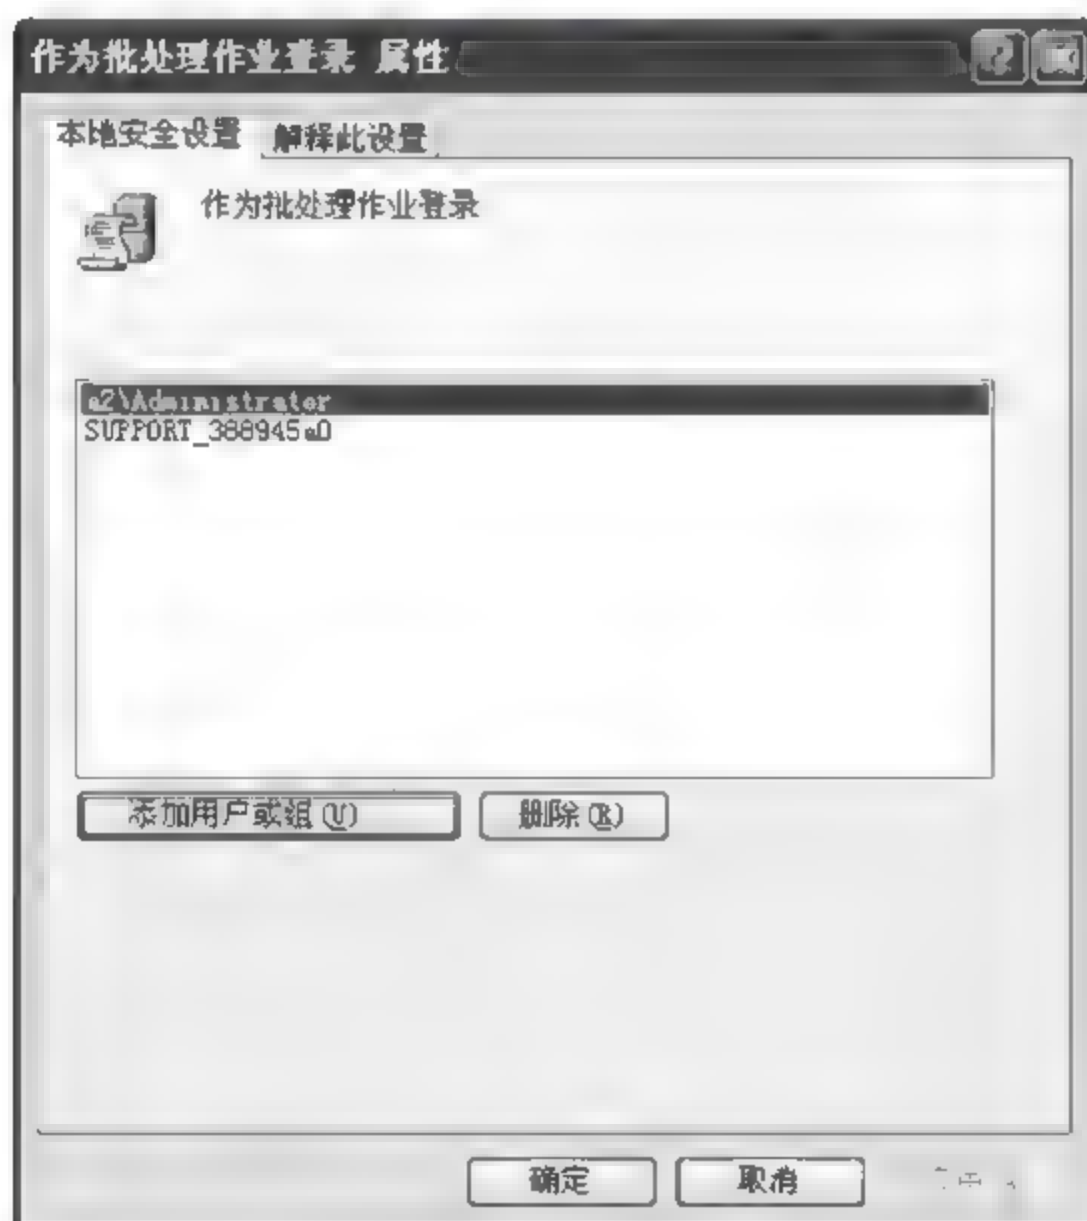 作为批处理作业登录 属性
本地安全设置 解释此设置
作为批处理作业登录
a2\Administrator
SUPPORT_388945a0
添加用户或组(U) 删除(R)
确定 取消